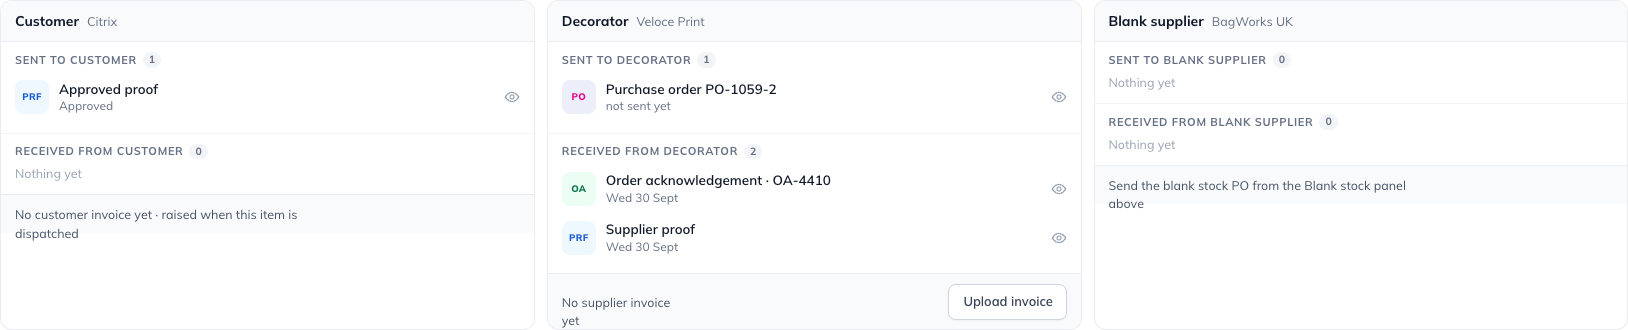 Customer Citrix
SENT TO CUSTOMER 1
PRF Approved proof
Approved
RECEIVED FROM CUSTOMER 0
Nothing yet
No customer invoice yet · raised when this item is
dispatched
Decorator Veloce Print
SENT TO DECORATOR 1
PO Purchase order PO-1059-2
not sent yet
RECEIVED FROM DECORATOR 2
OA Order acknowledgement · OA-4410
Wed 30 Sept
PRF Supplier proof
Wed 30 Sept
No supplier invoice
yet
Upload invoice
Blank supplier BagWorks UK
SENT TO BLANK SUPPLIER 0
Nothing yet
RECEIVED FROM BLANK SUPPLIER 0
Nothing yet
Send the blank stock PO from the Blank stock panel
above